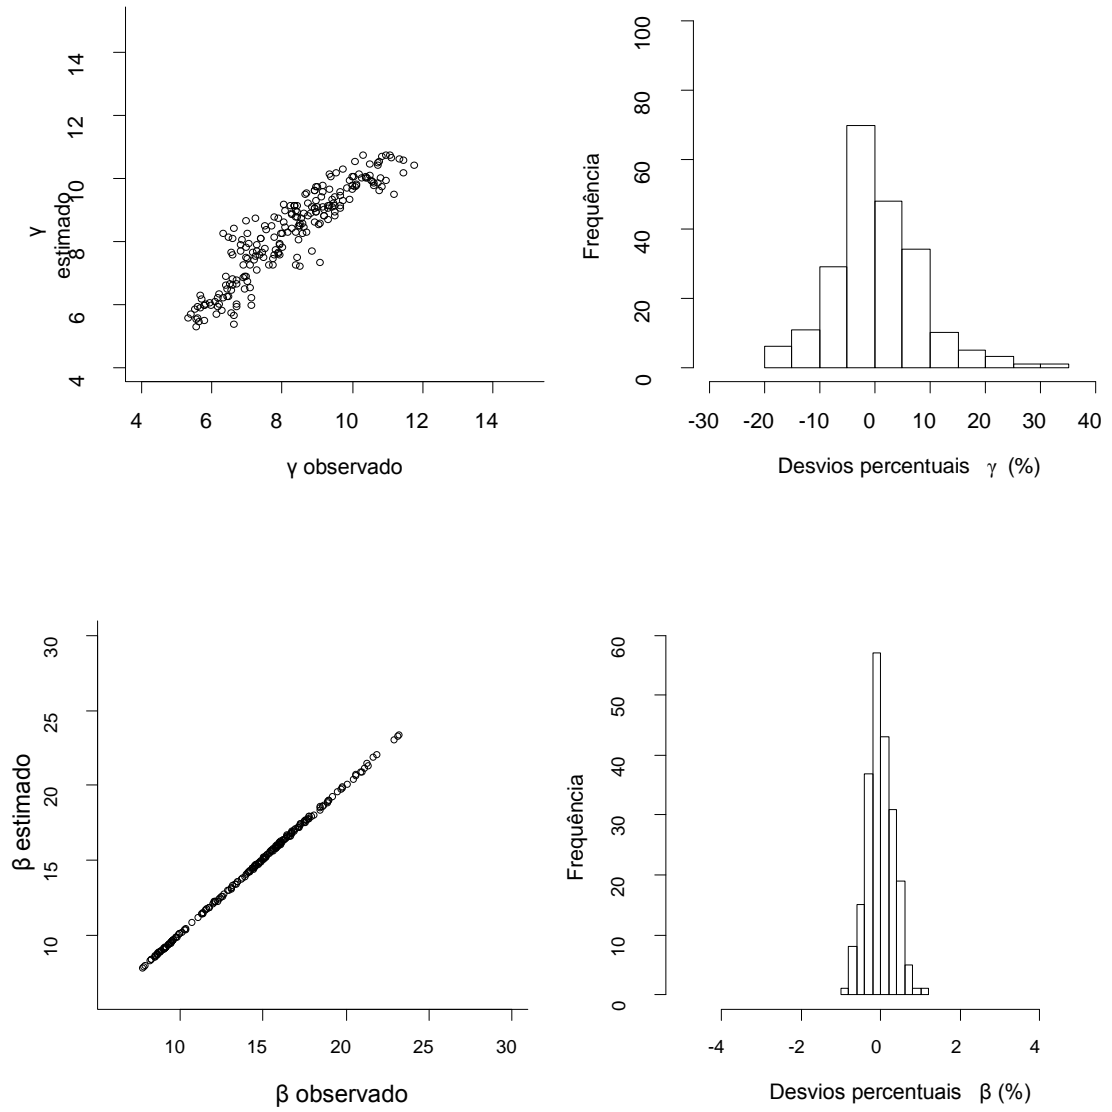 14
12
10
8
6
4
γ
estimado
4 6 8 10 12 14
γ observado
100
80
60
40
20
0
Frequência
-30 -20 -10 0 10 20 30 40
Desvios percentuais γ (%)
30
25
20
15
10
β estimado
10 15 20 25 30
β observado
60
50
40
30
20
10
0
Frequência
-4 -2 0 2 4
Desvios percentuais β (%)